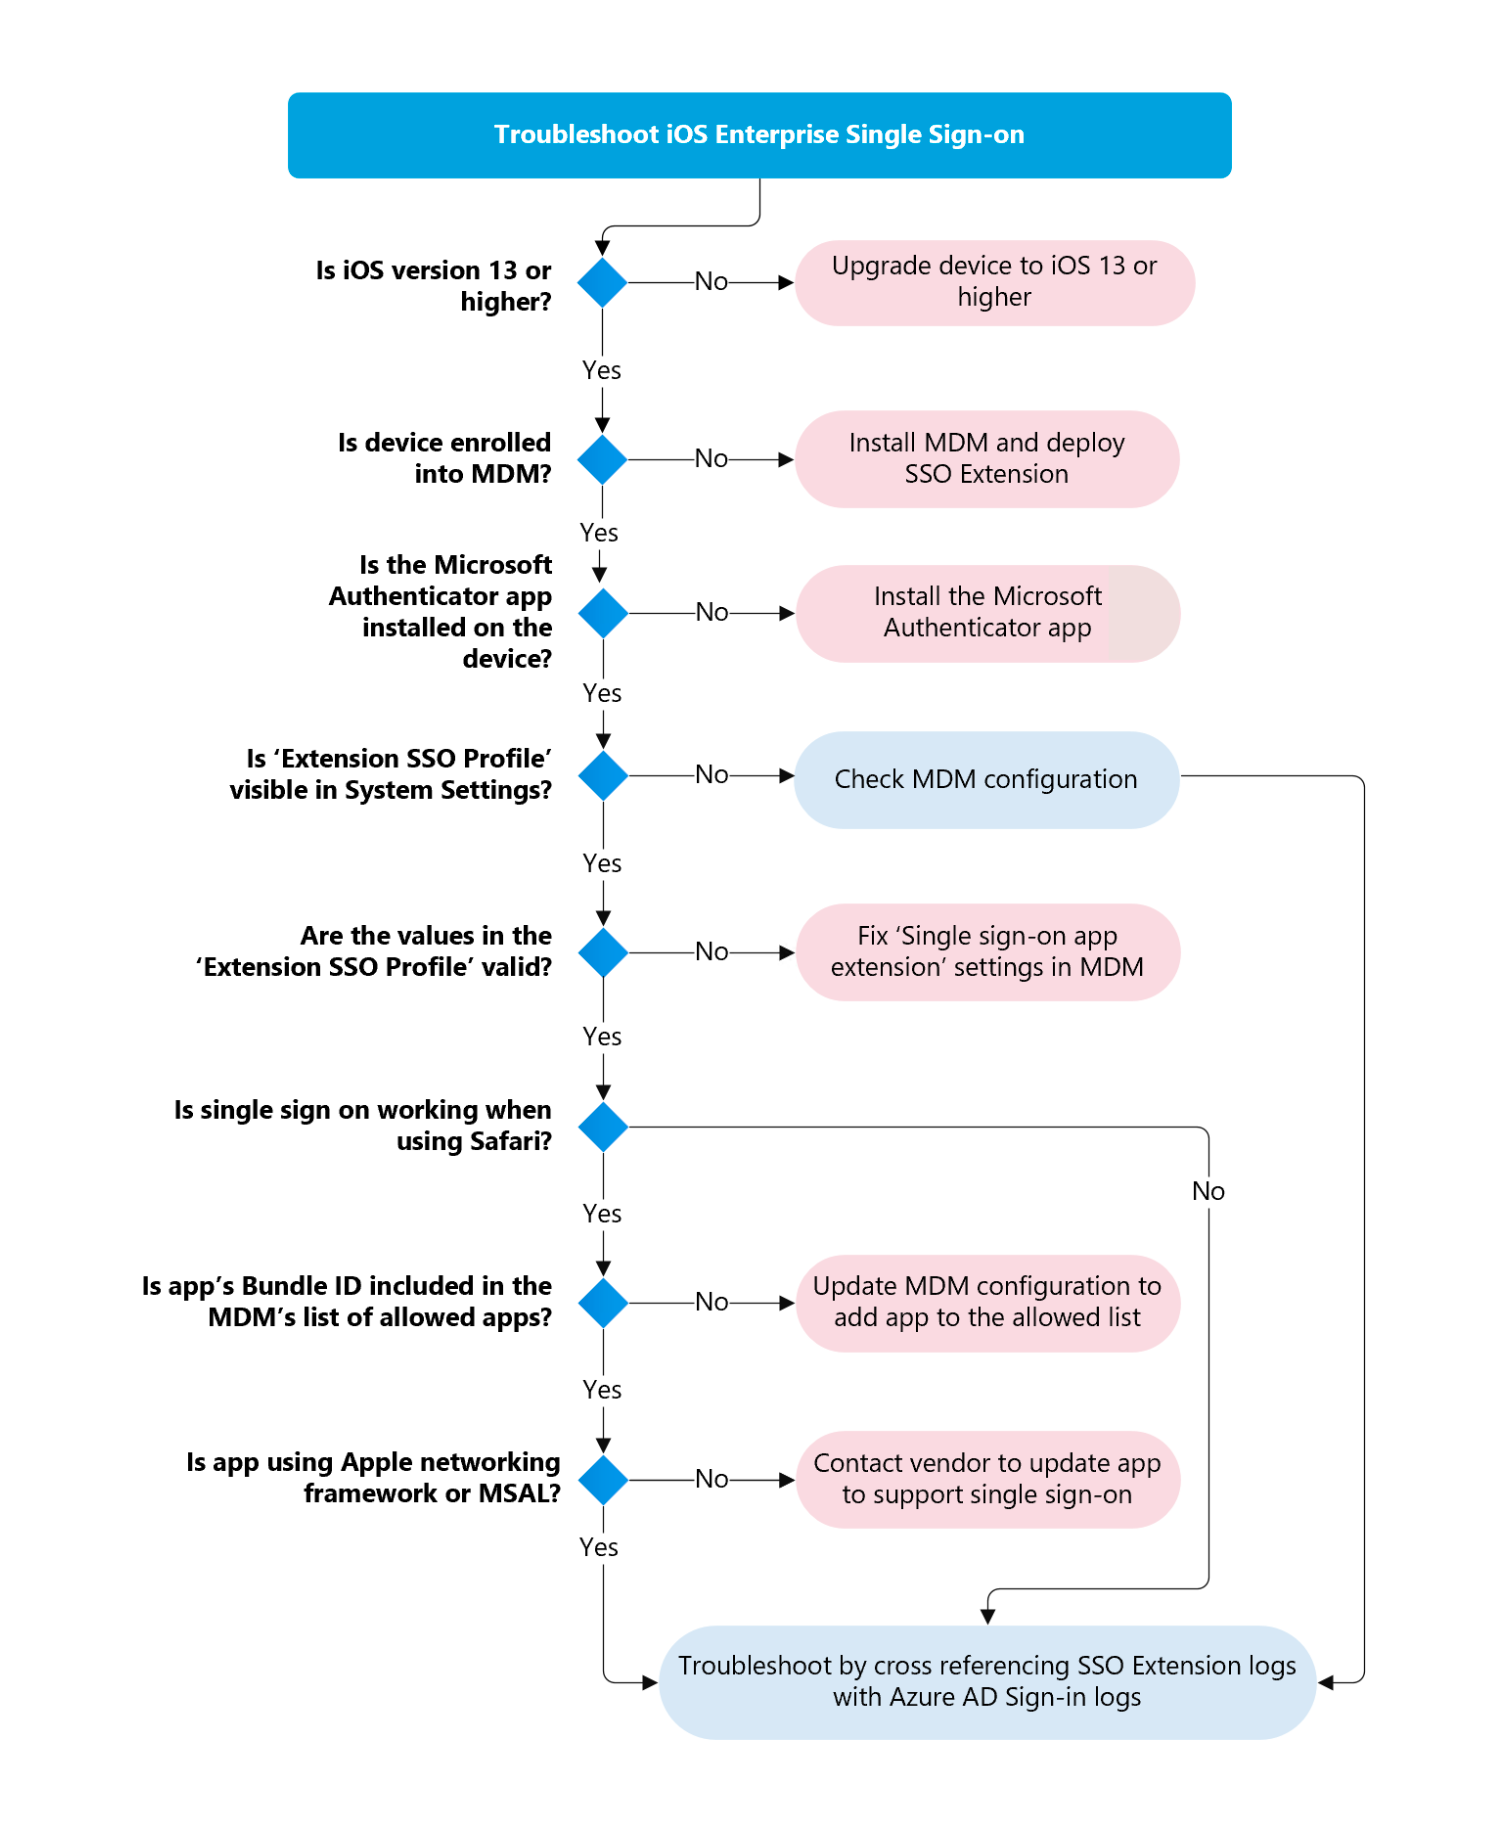 Troubleshoot iOS Enterprise Single Sign-on
Is iOS version 13 or
higher?
No
Upgrade device to iOS 13 or
higher
Yes
Is device enrolled
into MDM?
No
Install MDM and deploy
SSO Extension
Yes
Is the Microsoft
Authenticator app
installed on the
device?
No
Install the Microsoft
Authenticator app
Yes
Is ‘Extension SSO Profile’
visible in System Settings?
No
Check MDM configuration
Yes
Are the values in the
‘Extension SSO Profile’ valid?
No
Fix ‘Single sign-on app
extension’ settings in MDM
Yes
Is single sign on working when
using Safari?
No
Yes
Is app’s Bundle ID included in the
MDM’s list of allowed apps?
No
Update MDM configuration to
add app to the allowed list
Yes
Is app using Apple networking
framework or MSAL?
No
Contact vendor to update app
to support single sign-on
Yes
Troubleshoot by cross referencing SSO Extension logs
with Azure AD Sign-in logs